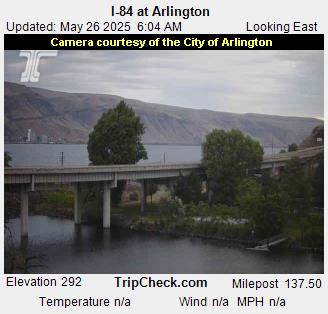 I-84 at Arlington
Updated: May 26 2025 6:04 AM Looking East
Camera courtesy of the City of Arlington
Elevation 292 TripCheck.com Milepost 137.50
Temperature n/a Wind n/a MPH n/a